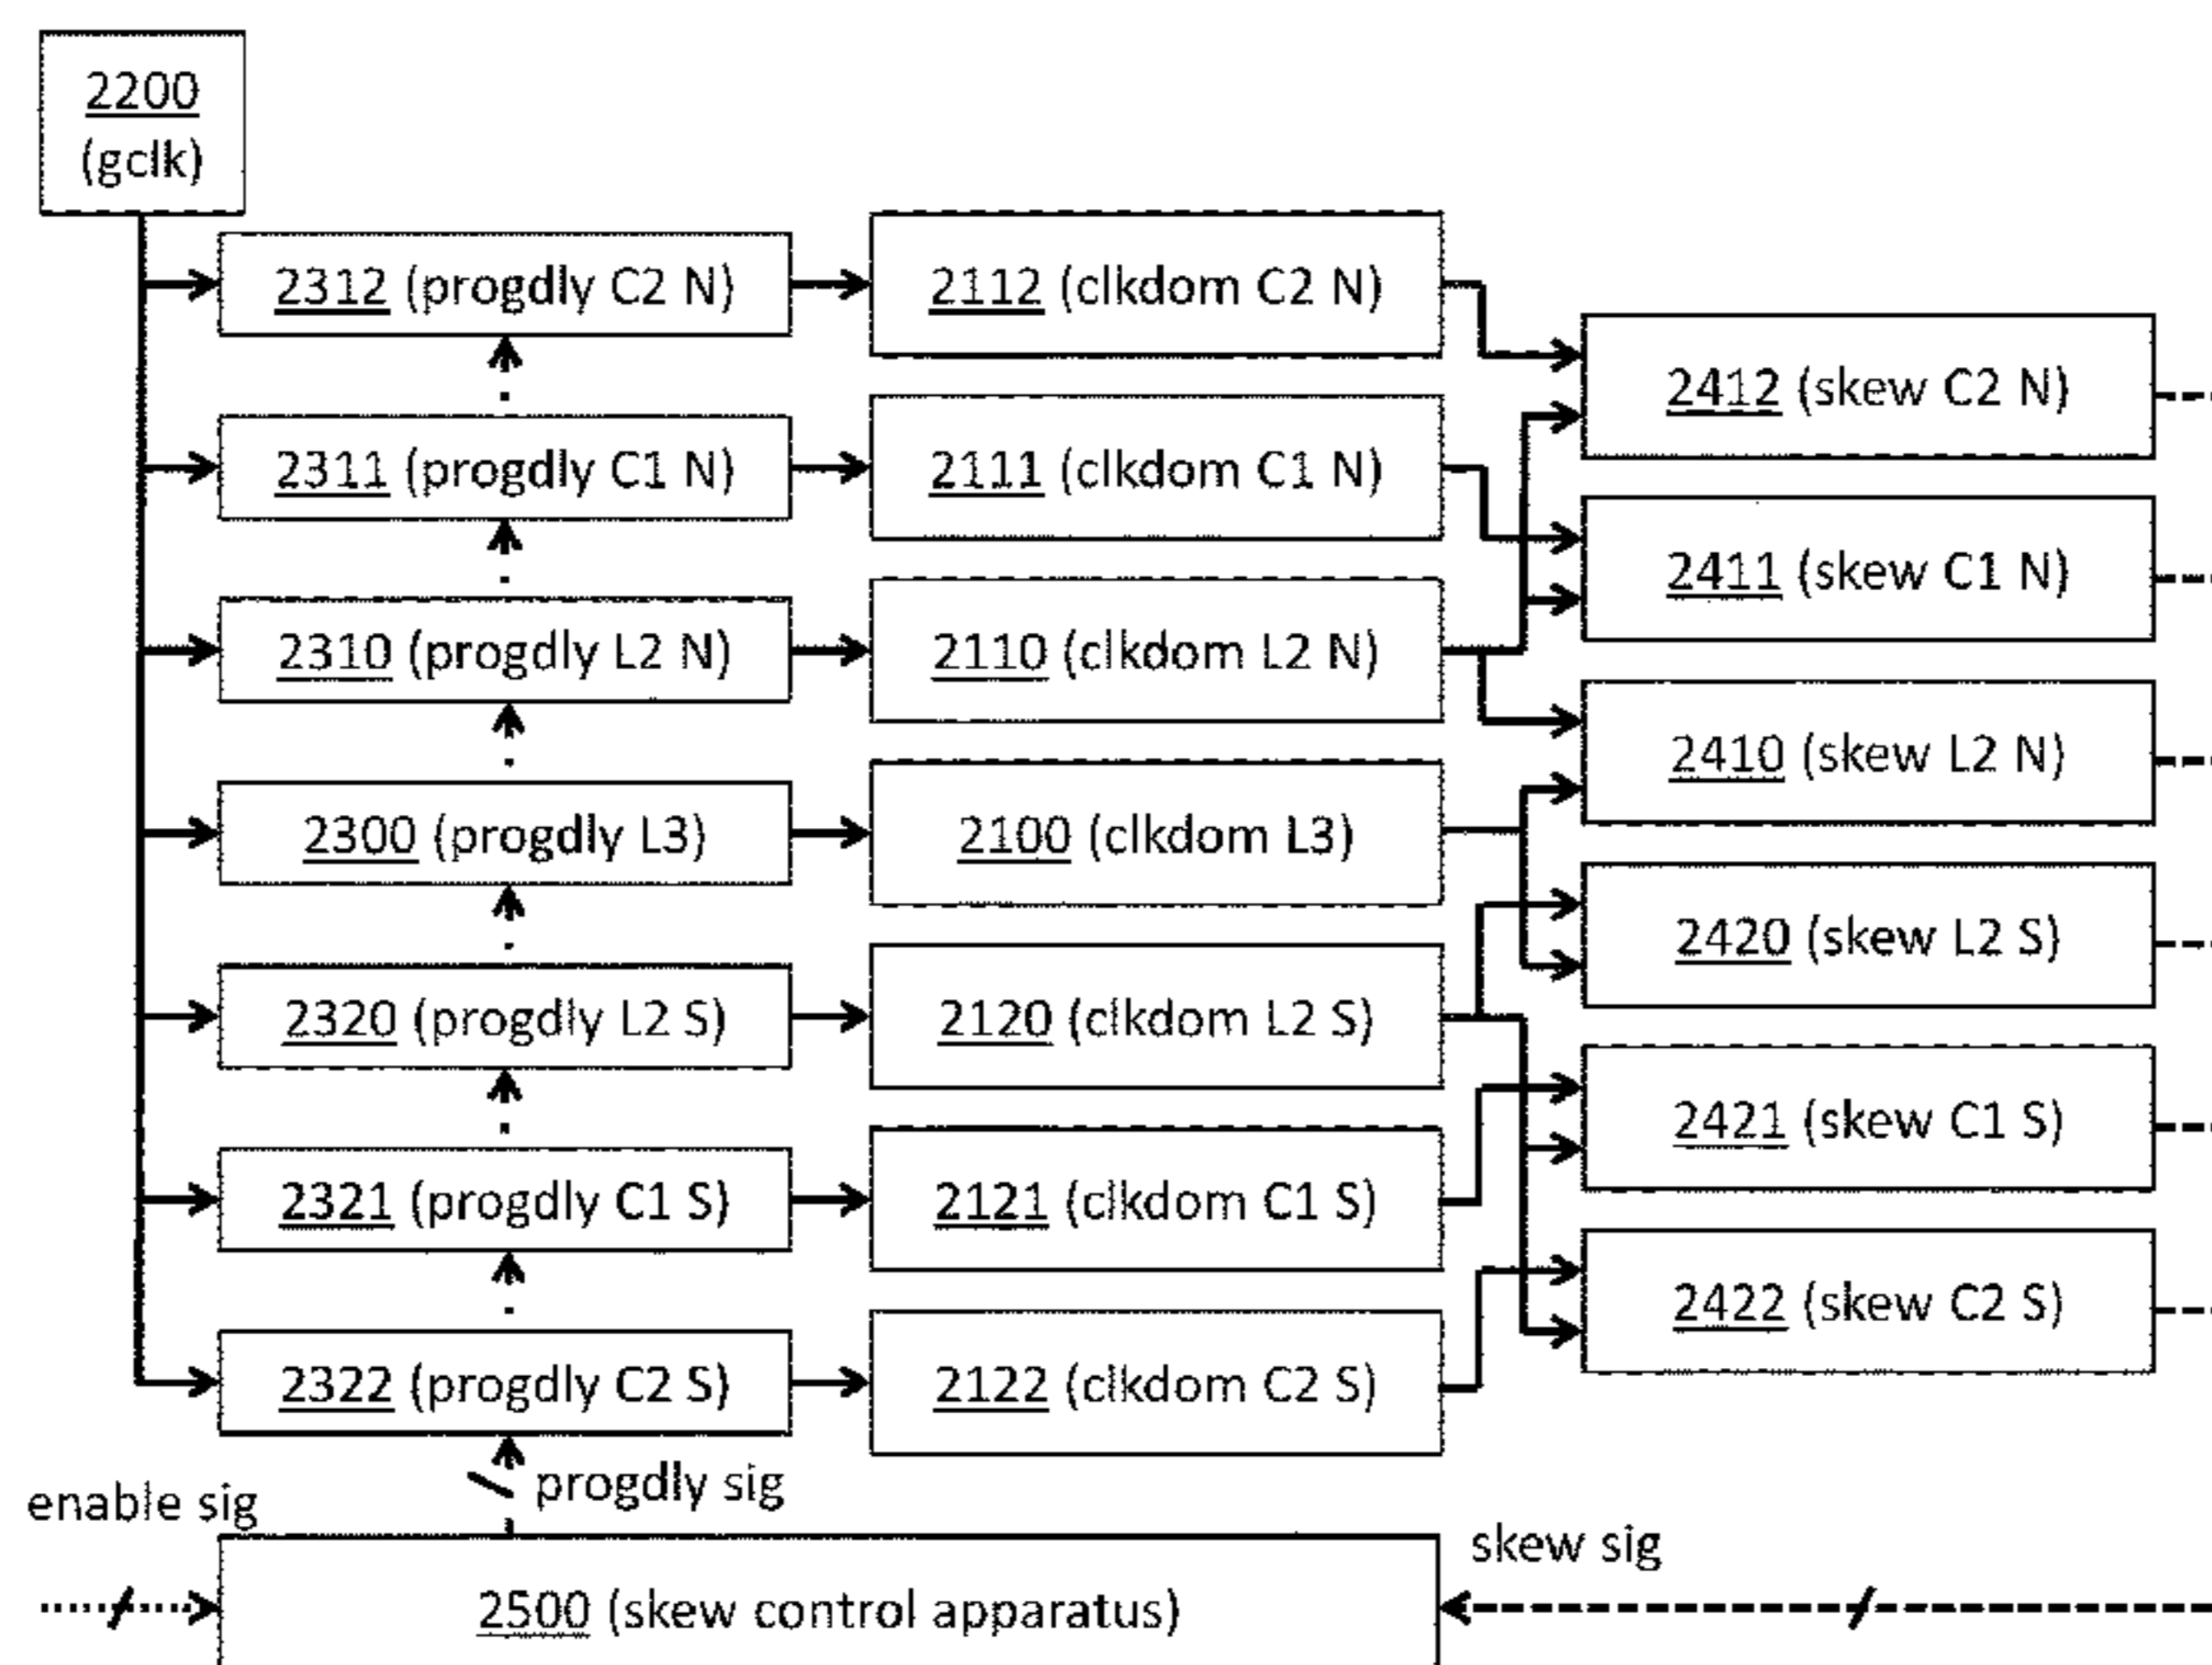 2200
(gclk)
2312 (progdly C2 N)
2112 (clkdom C2 N)
2412 (skew C2 N)
2311 (progdly C1 N)
2111 (clkdom C1 N)
2411 (skew C1 N)
2310 (progdly L2 N)
2110 (clkdom L2 N)
2410 (skew L2 N)
2300 (progdly L3)
2100 (clkdom L3)
2420 (skew L2 S)
2320 (progdly L2 S)
2120 (clkdom L2 S)
2421 (skew C1 S)
2321 (progdly C1 S)
2121 (clkdom C1 S)
2422 (skew C2 S)
2322 (progdly C2 S)
2122 (clkdom C2 S)
progdly sig
enable sig
skew sig
2500 (skew control apparatus)